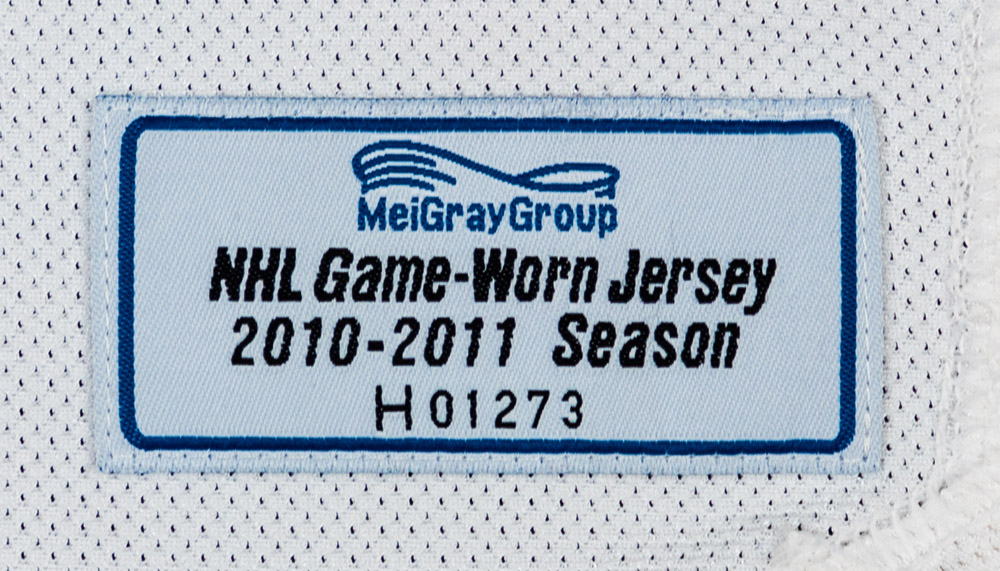 MeiGrayGroup
NHL Game-Worn Jersey
2010-2011 Season
H01273